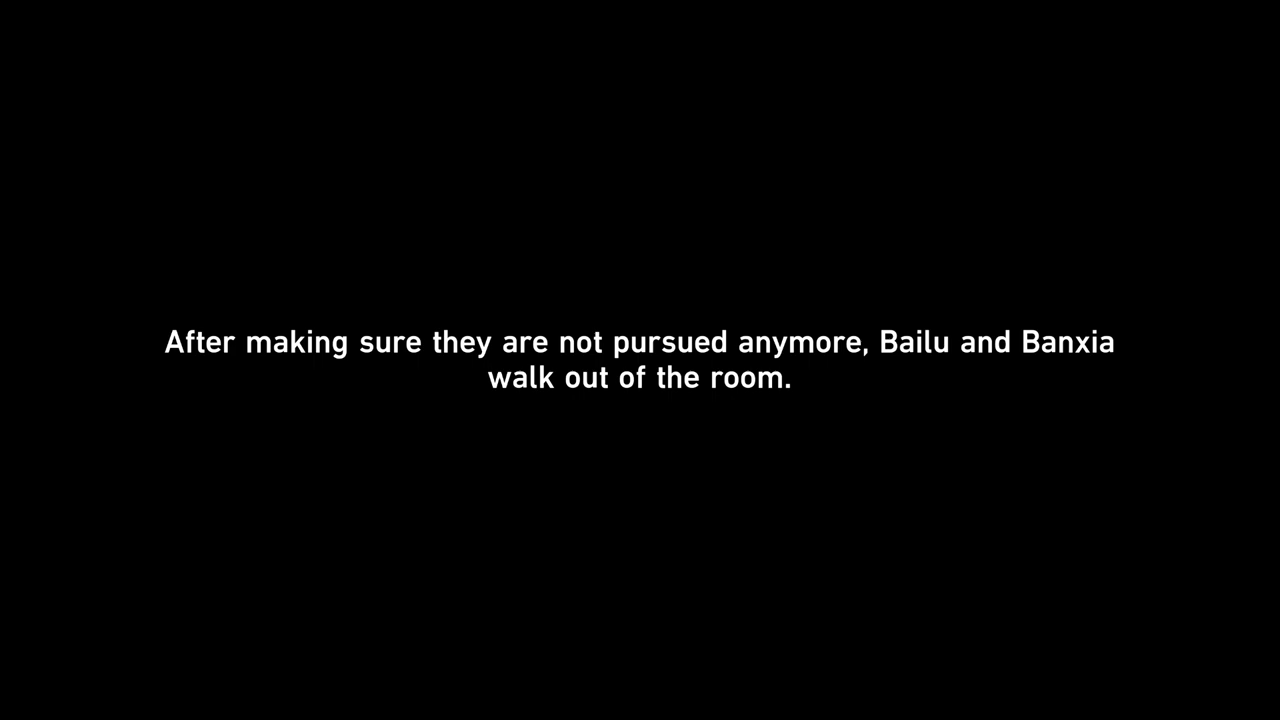 After making sure they are not pursued anymore, Bailu and Banxia
walk out of the room.